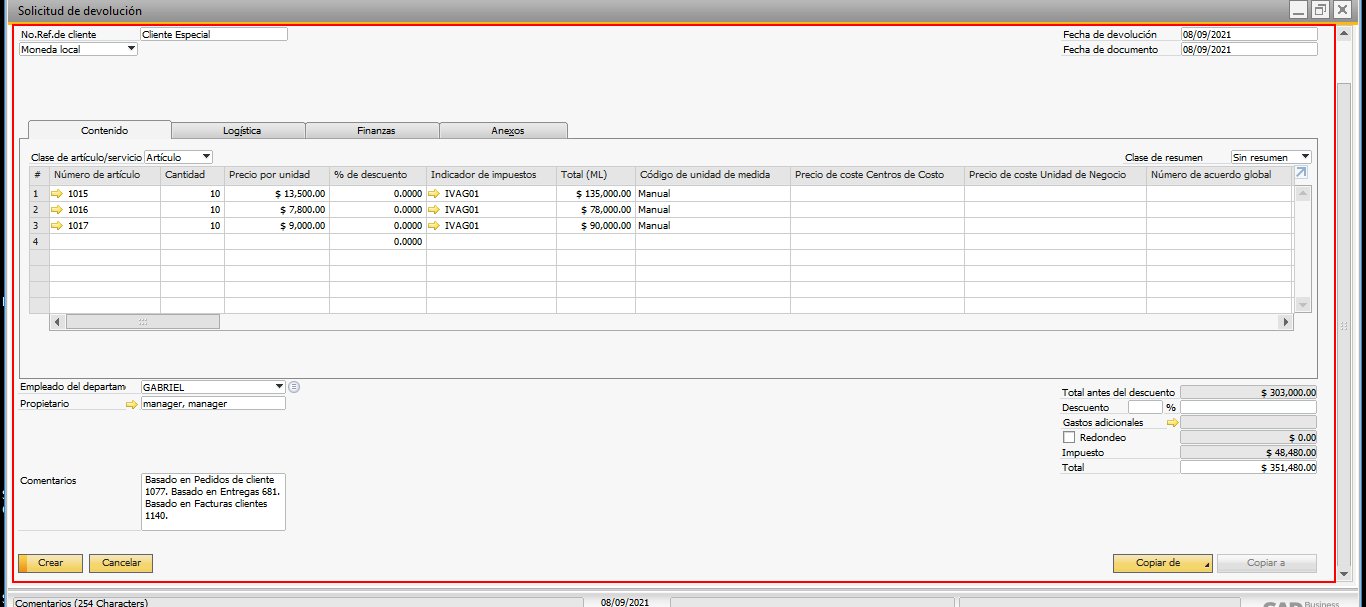 Solicitud de devolución
No.Ref.de cliente Cliente Especial Fecha de devolución 08/09/2021
Moneda local Fecha de documento 08/09/2021
Contenido Logística Finanzas Anexos
Clase de artículo/servicio Artículo Clase de resumen Sin resumen
# Número de artículo Cantidad Precio por unidad % de descuento Indicador de impuestos Total (ML) Código de unidad de medida Precio de coste Centros de Costo Precio de coste Unidad de Negocio Número de acuerdo global
1 1015 10 $ 13,500.00 0.0000 IVAG01 $ 135,000.00 Manual
2 1016 10 $ 7,800.00 0.0000 IVAG01 $ 78,000.00 Manual
3 1017 10 $ 9,000.00 0.0000 IVAG01 $ 90,000.00 Manual
4 0.0000
Empleado del departam GABRIEL
Propietario manager, manager
Total antes del descuento $ 303,000.00
Descuento %
Gastos adicionales
Redondeo $ 0.00
Impuesto $ 48,480.00
Total $ 351,480.00
Comentarios Basado en Pedidos de cliente
1077. Basado en Entregas 681.
Basado en Facturas clientes
1140.
Crear Cancelar Copiar de Copiar a
Comentarios (254 Characters) 08/09/2021 SAP Business